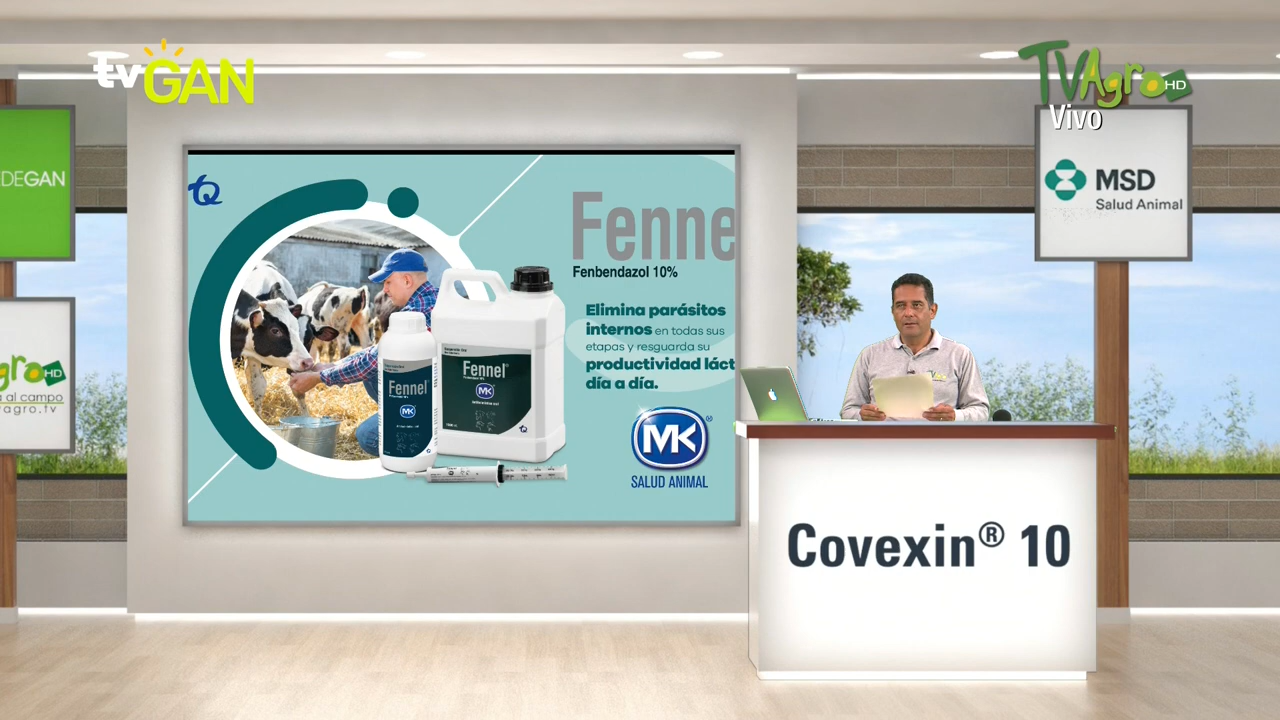 tvGAN
TVAgro HD
Vivo
DEGAN
MSD
Salud Animal
TQ
Fenne
Fenbendazol 10%
Elimina parásitos
internos en todas sus
etapas y resguarda su
productividad láct
día a día.
Fennel®
MK
Fennel®
MK
MK®
SALUD ANIMAL
gro HD
a al campo
agro.tv
Covexin® 10